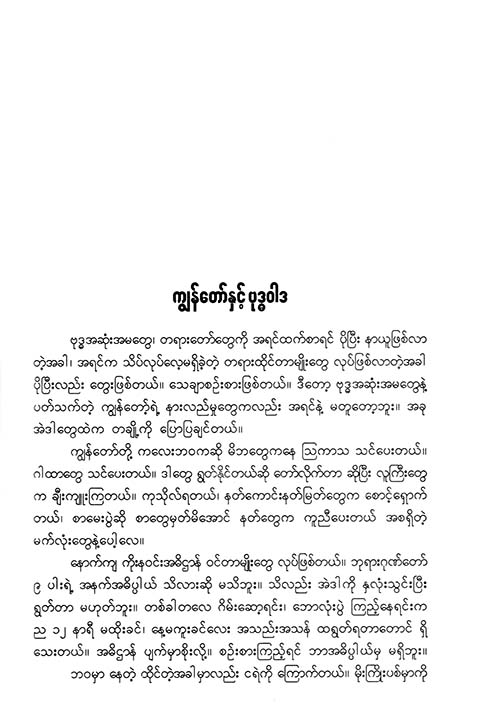 ကျွန်တော်နှင့် ဗုဒ္ဓဝါဒ
ဗုဒ္ဓအဆုံးအမတွေ၊ တရားတော်တွေကို အရင်ထက်စာရင် ပိုပြီး နာယူဖြစ်လာ
တဲ့အခါ၊ အရင်က သိပ်လုပ်လေ့မရှိခဲ့တဲ့ တရားထိုင်တာမျိုးတွေ လုပ်ဖြစ်လာတဲ့အခါ
ပိုပြီးလည်း တွေးဖြစ်တယ်။ သေချာစဉ်းစားဖြစ်တယ်။ ဒီတော့ ဗုဒ္ဓအဆုံးအမတွေနဲ့
ပတ်သက်တဲ့ ကျွန်တော့်ရဲ့ နားလည်မှုတွေကလည်း အရင်နဲ့ မတူတော့ဘူး။ အခု
အဲဒါတွေထဲက တချို့ကို ပြောပြချင်တယ်။
ကျွန်တော်တို့ ကလေးဘဝကဆို မိဘတွေကနေ ဩကာသ သင်ပေးတယ်။
ဂါထာတွေ သင်ပေးတယ်။ ဒါတွေ ရွတ်နိုင်တယ်ဆို တော်လိုက်တာ ဆိုပြီး လူကြီးတွေ
က ချီးကျူးကြတယ်။ ကုသိုလ်ရတယ်၊ နတ်ကောင်းနတ်မြတ်တွေက စောင့်ရှောက်
တယ်၊ စာမေးပွဲဆို စာတွေမှတ်မိအောင် နတ်တွေက ကူညီပေးတယ် အစရှိတဲ့
မက်လုံးတွေနဲ့ပေါ့လေ။
နောက်ကျ ကိုးနဝင်းအဓိဋ္ဌာန် ဝင်တာမျိုးတွေ လုပ်ဖြစ်တယ်။ ဘုရားဂုဏ်တော်
၉ ပါးရဲ့ အနက်အဓိပ္ပါယ် သိလားဆို မသိဘူး။ သိလည်း အဲဒါကို နှလုံးသွင်းပြီး
ရွတ်တာ မဟုတ်ဘူး။ တစ်ခါတလေ ဂိမ်းဆော့ရင်း၊ ဘောလုံးပွဲ ကြည့်နေရင်းက
ည ၁၂ နာရီ မထိုးခင်၊ နေ့မကူးခင်လေး အသည်းအသန် ထရွတ်ရတာတောင် ရှိ
သေးတယ်။ အဓိဋ္ဌာန် ပျက်မှာစိုးလို့။ စဉ်းစားကြည့်ရင် ဘာအဓိပ္ပါယ်မှ မရှိဘူး။
ဘဝမှာ နေတဲ့ ထိုင်တဲ့အခါမှာလည်း ငရဲကို ကြောက်တယ်။ မိုးကြိုးပစ်မှာကို